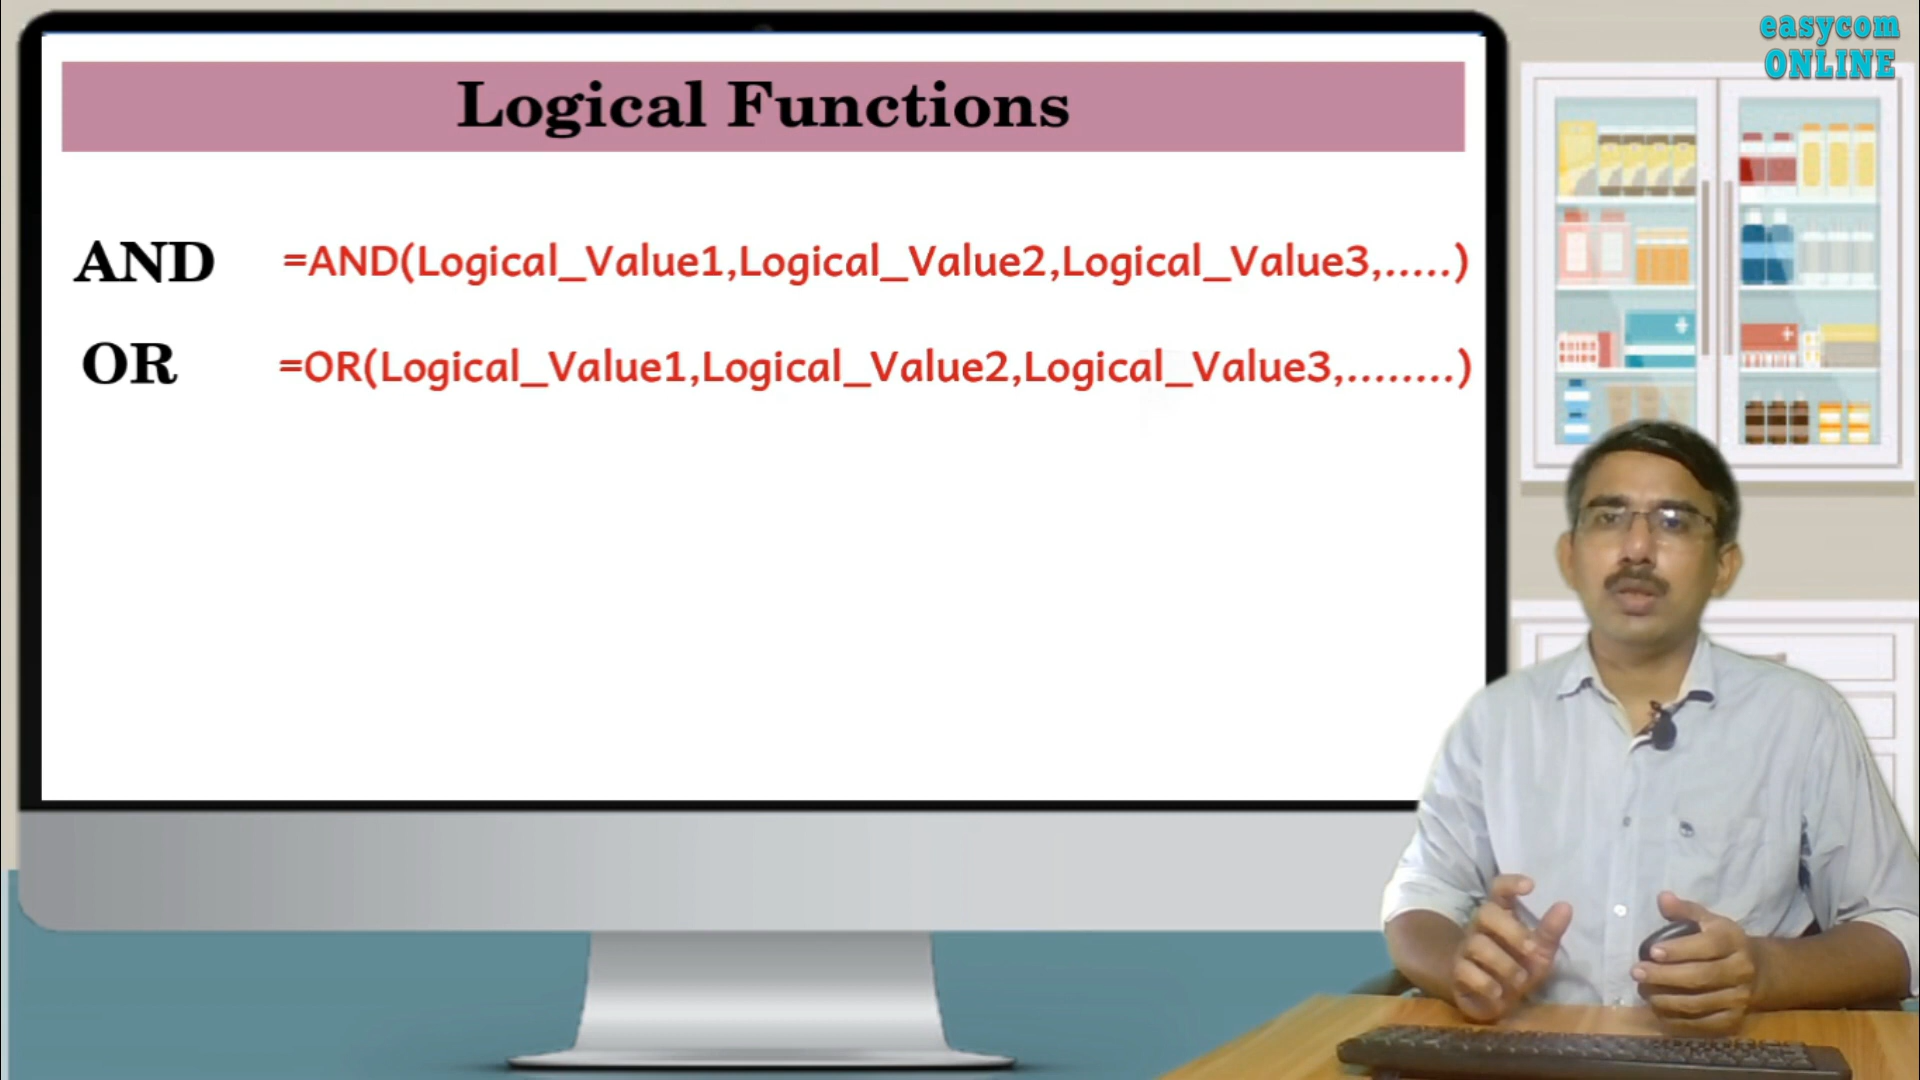 easycom
ONLINE
Logical Functions
AND =AND(Logical_Value1,Logical_Value2,Logical_Value3,.....)
OR =OR(Logical_Value1,Logical_Value2,Logical_Value3,........)